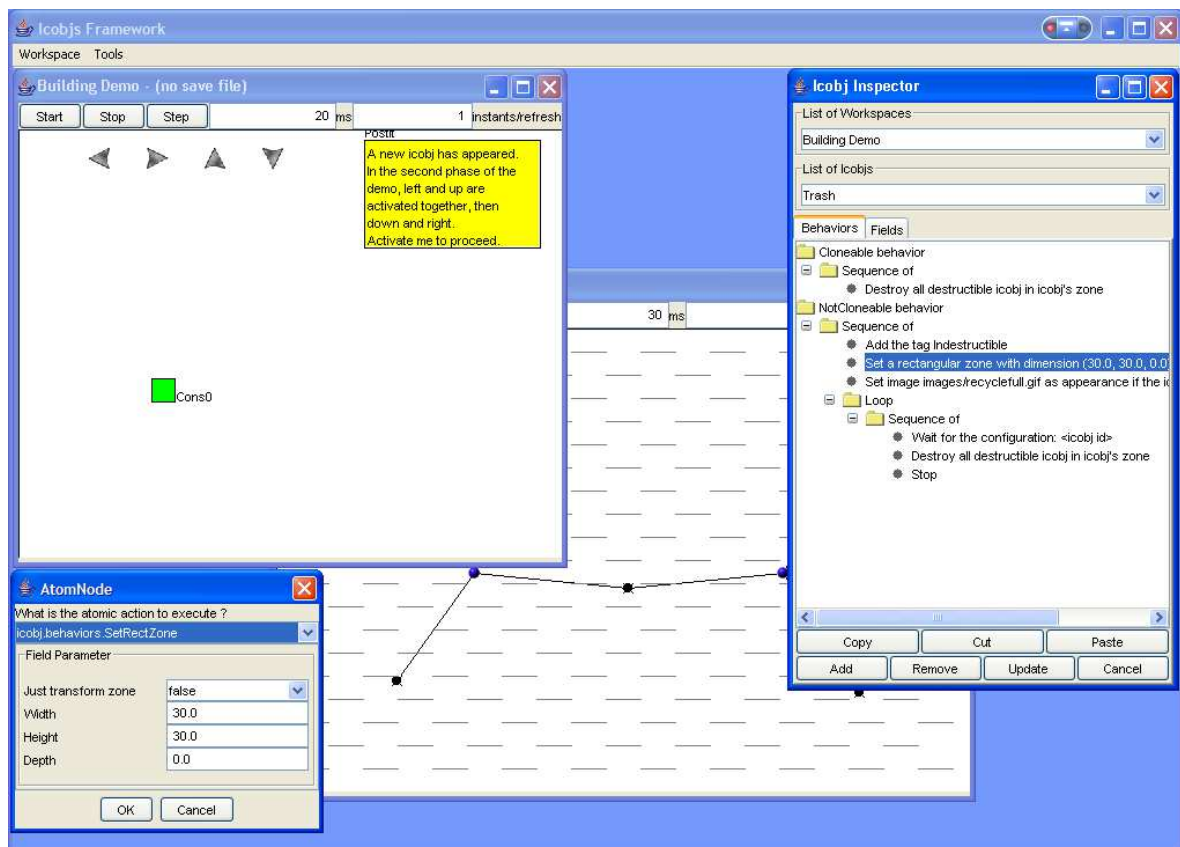 Icobjs Framework
Workspace Tools
Building Demo - (no save file)
Start Stop Step 20 ms 1 instants/refresh
Postit
A new icobj has appeared.
In the second phase of the
demo, left and up are
activated together, then
down and right.
Activate me to proceed.
Cons0
30 ms
AtomNode
What is the atomic action to execute ?
icobj.behaviors.SetRectZone
Field Parameter
Just transform zone false
Width 30.0
Height 30.0
Depth 0.0
OK Cancel
Icobj Inspector
List of Workspaces
Building Demo
List of Icobjs
Trash
Behaviors Fields
Cloneable behavior
Sequence of
Destroy all destructible icobj in icobj's zone
NotCloneable behavior
Sequence of
Add the tag Indestructible
Set a rectangular zone with dimension (30.0, 30.0, 0.0)
Set image images/recyclefull.gif as appearance if the ic
Loop
Sequence of
Wait for the configuration: <icobj id>
Destroy all destructible icobj in icobj's zone
Stop
Copy Cut Paste
Add Remove Update Cancel